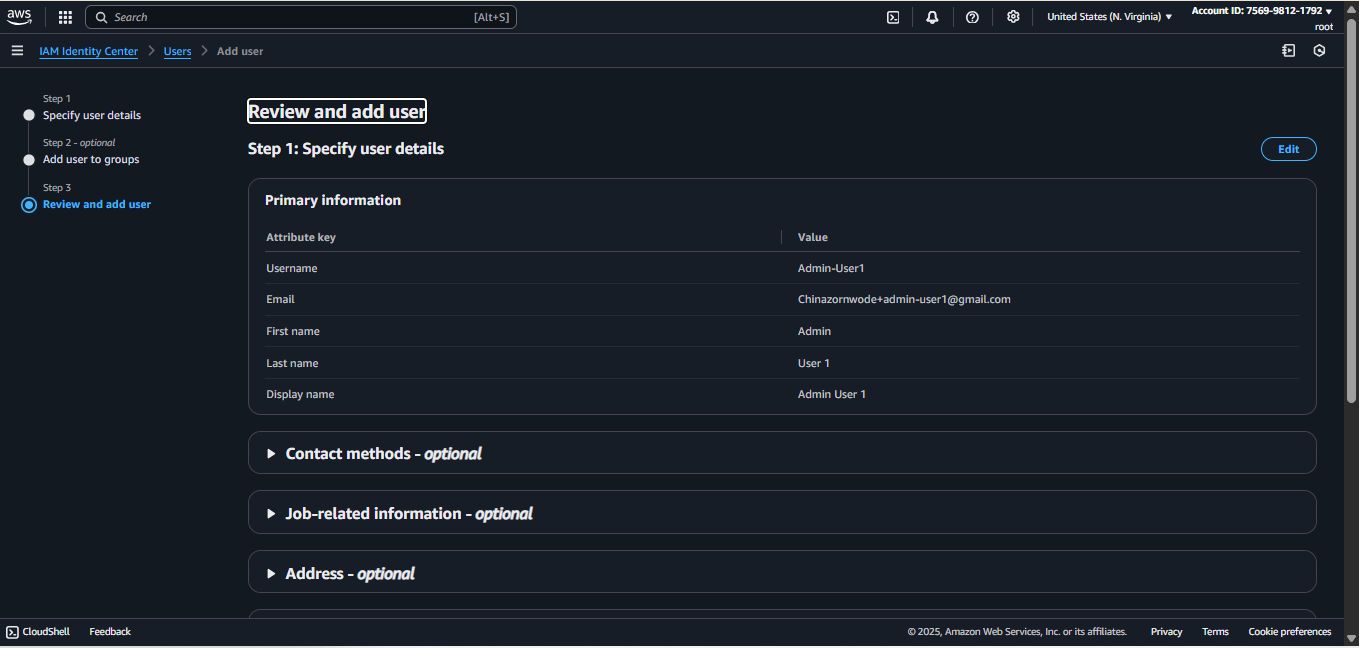 aws Search [Alt+S] United States (N. Virginia) Account ID: 7569-9812-1792
root
IAM Identity Center Users Add user
Step 1
Specify user details
Step 2 - optional
Add user to groups
Step 3
Review and add user
Review and add user
Step 1: Specify user details Edit
Primary information
Attribute key Value
Username Admin-User1
Email Chinazornwode+admin-user1@gmail.com
First name Admin
Last name User 1
Display name Admin User 1
Contact methods - optional
Job-related information - optional
Address - optional
CloudShell Feedback © 2025, Amazon Web Services, Inc. or its affiliates. Privacy Terms Cookie preferences